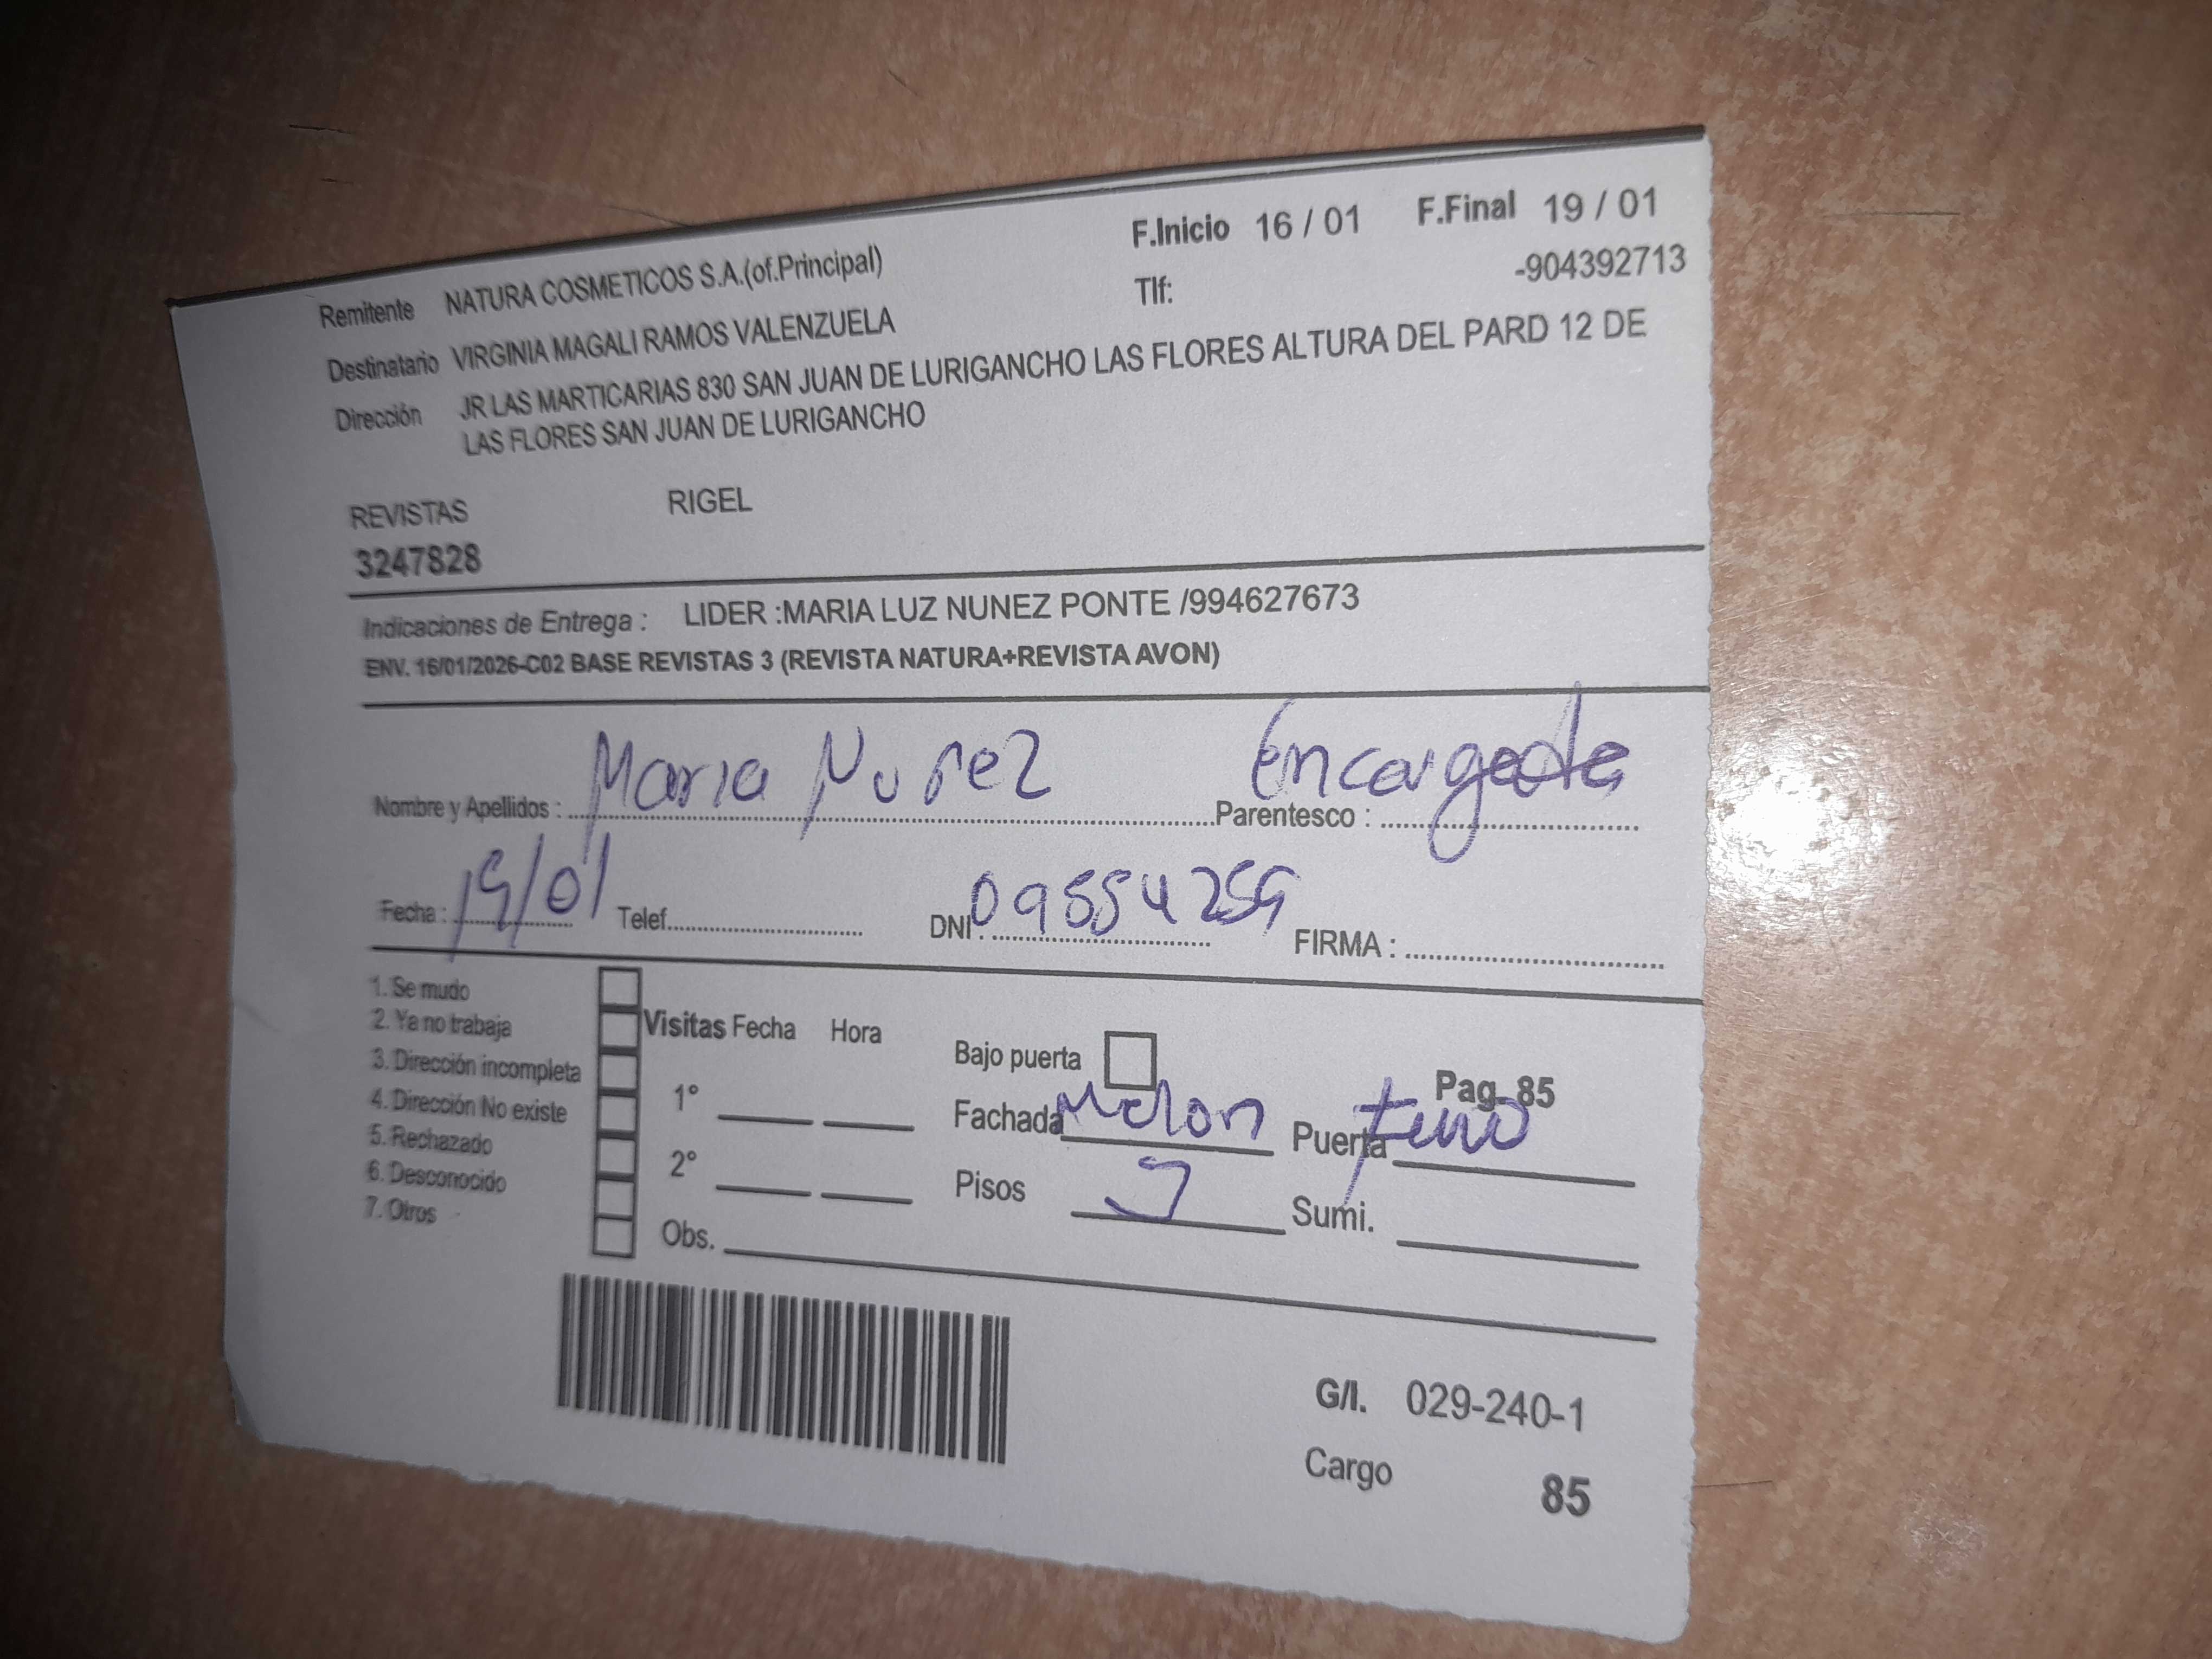 F.Inicio 16 / 01 F.Final 19 / 01
Remitente NATURA COSMETICOS S.A.(of.Principal)
Tlf: -904392713
Destinatario VIRGINIA MAGALI RAMOS VALENZUELA
Dirección JR LAS MARTICARIAS 830 SAN JUAN DE LURIGANCHO LAS FLORES ALTURA DEL PARD 12 DE
LAS FLORES SAN JUAN DE LURIGANCHO
REVISTAS RIGEL
3247828
Indicaciones de Entrega : LIDER :MARIA LUZ NUNEZ PONTE /994627673
ENV. 16/01/2026-C02 BASE REVISTAS 3 (REVISTA NATURA+REVISTA AVON)
Nombre y Apellidos : Maria Nuñez Parentesco : Encargada
Fecha : 19/01 Telef. DNI : 09554259 FIRMA :
1. Se mudo
2. Ya no trabaja
3. Dirección incompleta
4. Dirección No existe
5. Rechazado
6. Desconocido
7. Otros
Visitas Fecha Hora
1°
2°
Obs.
Bajo puerta
Pag. 85
Fachada Melon Puerta
Pisos Sumi.
G/I. 029-240-1
Cargo 85